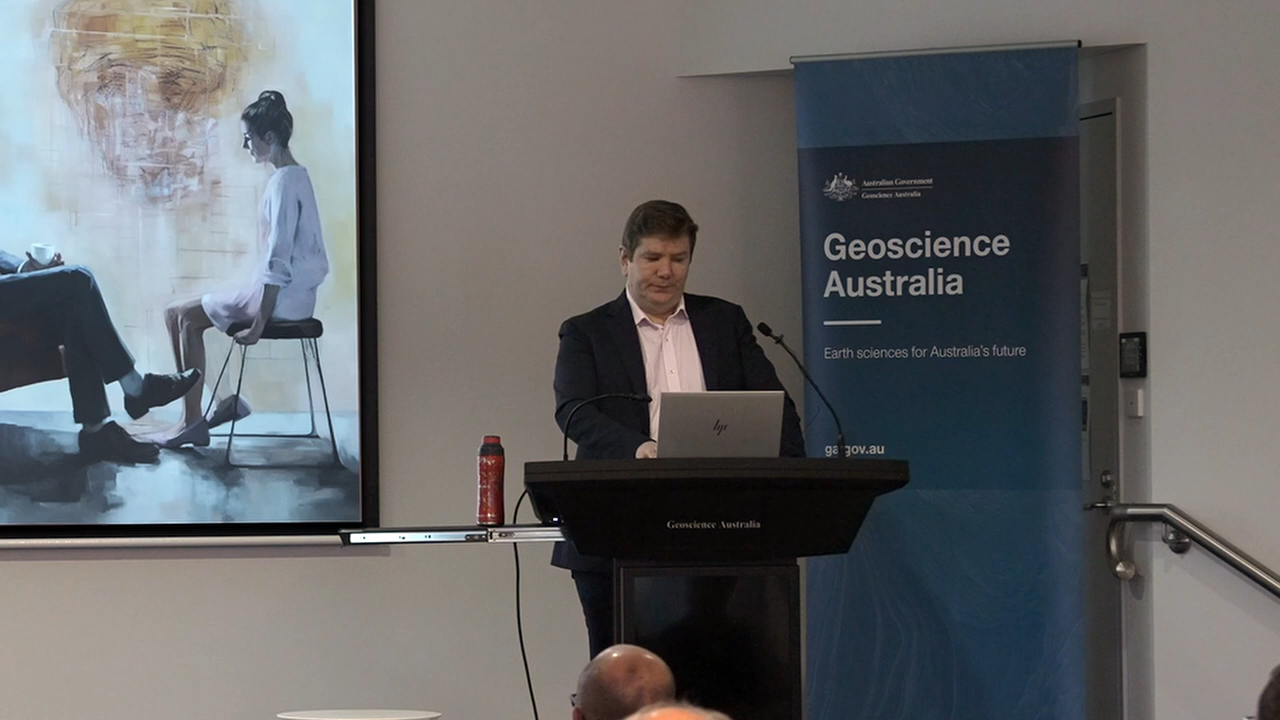 Australian Government
Geoscience Australia
Geoscience
Australia
Earth sciences for Australia's future
ga.gov.au
hp
Geoscience Australia